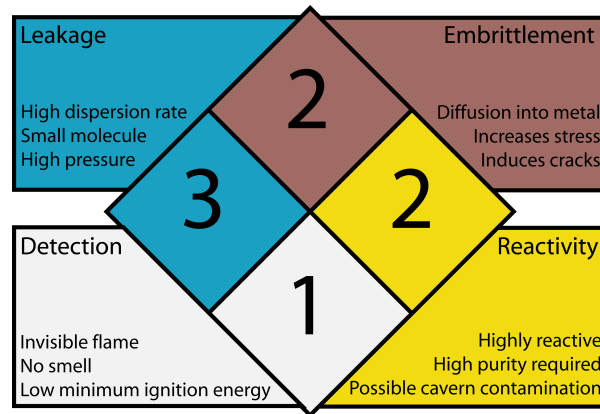 Leakage
High dispersion rate
Small molecule
High pressure
Embrittlement
Diffusion into metal
Increases stress
Induces cracks
2
3
2
1
Detection
Invisible flame
No smell
Low minimum ignition energy
Reactivity
Highly reactive
High purity required
Possible cavern contamination